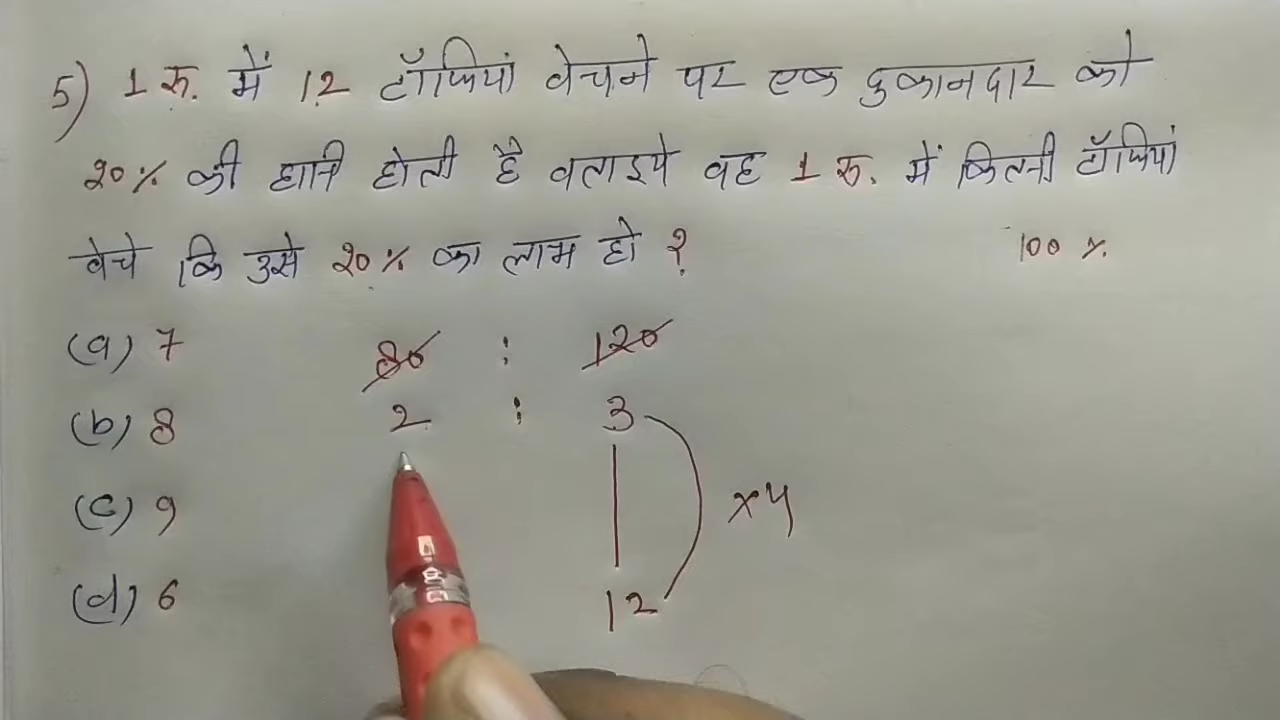 5) 1 रु. में 12 टॉफियां बेचने पर एक दुकानदार को
20% की हानि होती है बताइये वह 1 रु. में कितनी टॉफियां
बेचे कि उसे 20% का लाभ हो ?
100 %
(a) 7
80 : 120
(b) 8
2 : 3
(c) 9
×4
(d) 6
12